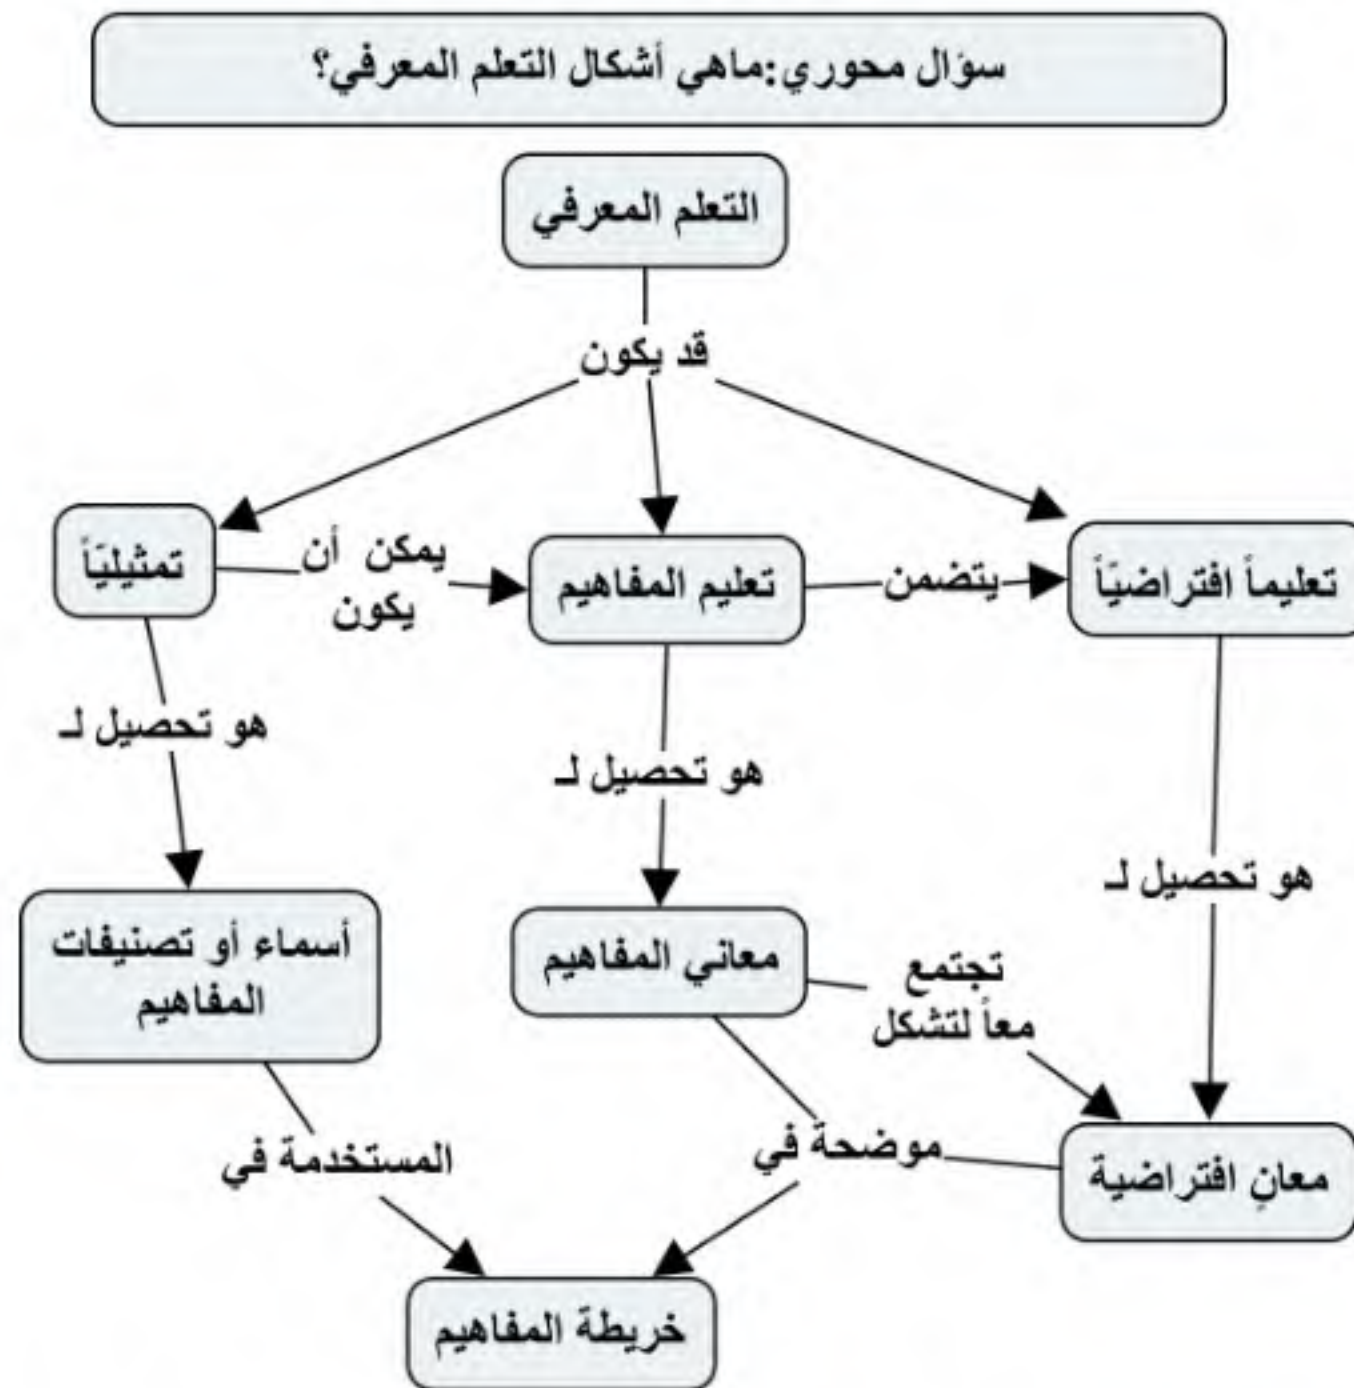 سؤال محوري:ماهي أشكال التعلم المعرفي؟
التعلم المعرفي
قد يكون
تعليماً افتراضيّاً
يتضمن
تعليم المفاهيم
يمكن أن
يكون
تمثيليّاً
هو تحصيل لـ
هو تحصيل لـ
هو تحصيل لـ
معاني المفاهيم
أسماء أو تصنيفات
المفاهيم
تجتمع
معاً لتشكل
معانٍ افتراضية
موضحة في
المستخدمة في
خريطة المفاهيم